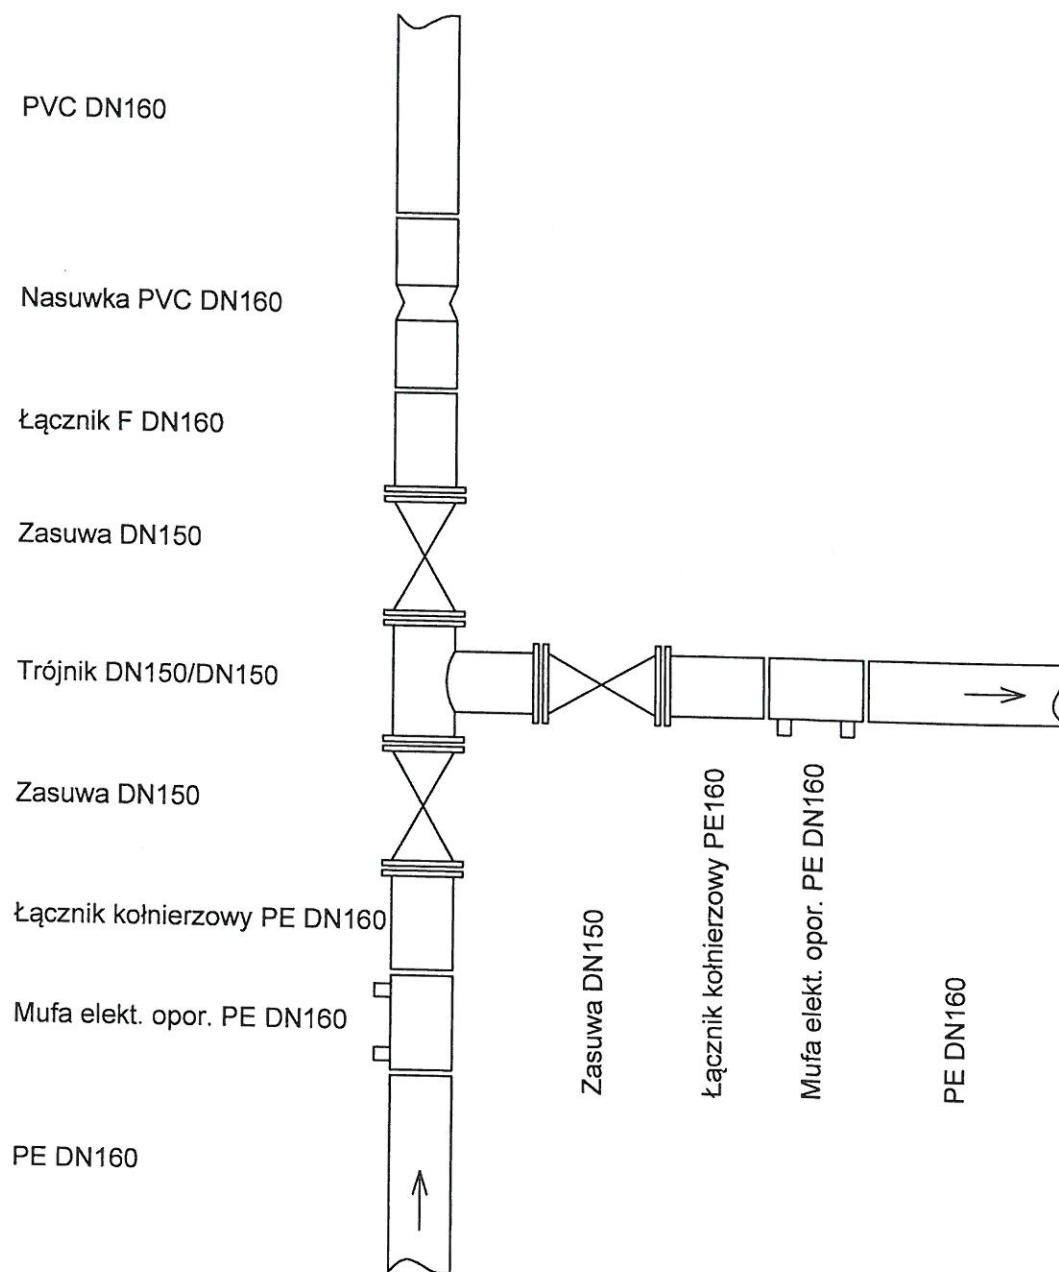 PVC DN160
Nasuwka PVC DN160
Łącznik F DN160
Zasuwa DN150
Trójnik DN150/DN150
Zasuwa DN150
Łącznik kołnierzowy PE DN160
Mufa elekt. opor. PE DN160
PE DN160
Zasuwa DN150
Łącznik kołnierzowy PE160
Mufa elekt. opor. PE DN160
PE DN160